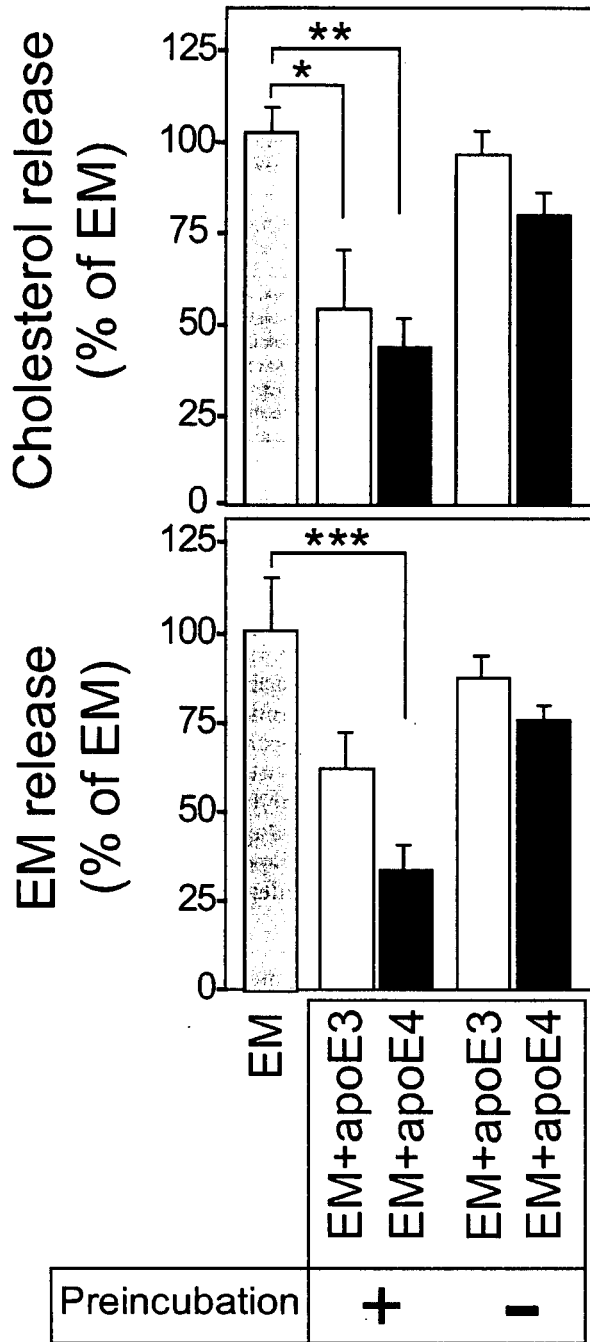 Cholesterol release
(% of EM)
125
100
75
50
25
0
**
*
EM release
(% of EM)
125
100
75
50
25
0
***
EM
EM+apoE3
EM+apoE4
EM+apoE3
EM+apoE4
Preincubation + −